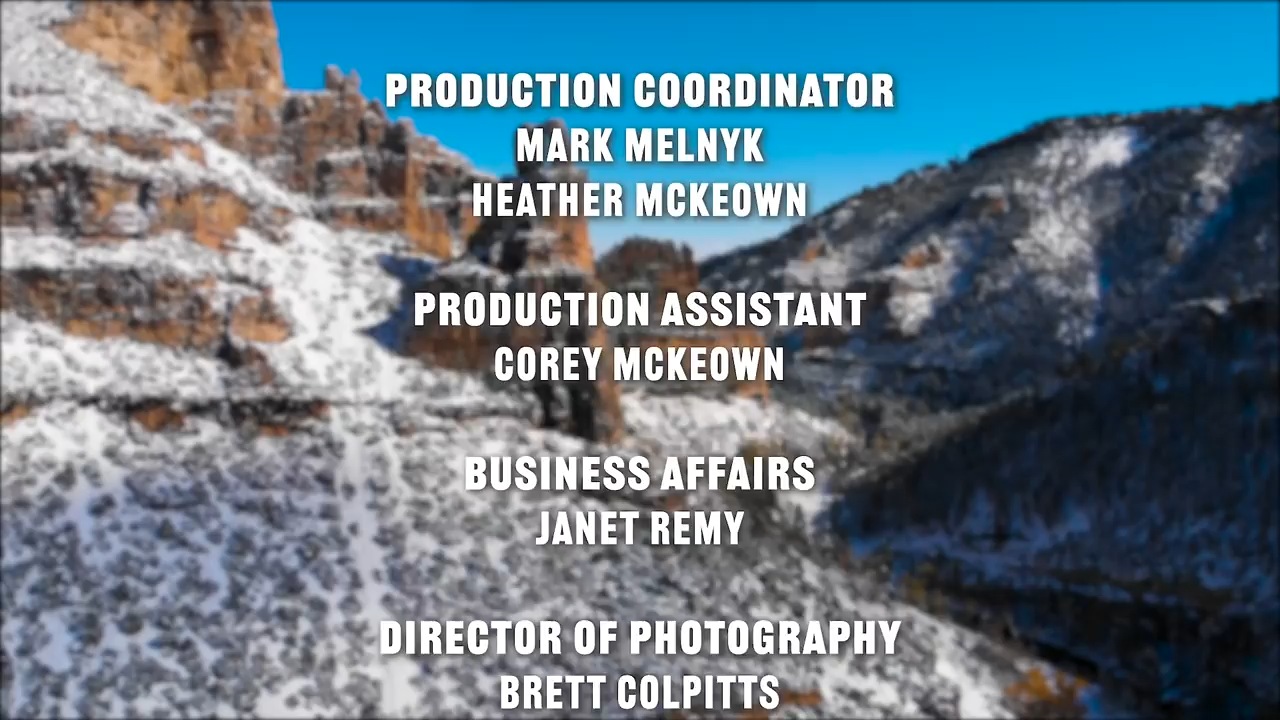 PRODUCTION COORDINATOR
MARK MELNYK
HEATHER MCKEOWN
PRODUCTION ASSISTANT
COREY MCKEOWN
BUSINESS AFFAIRS
JANET REMY
DIRECTOR OF PHOTOGRAPHY
BRETT COLPITTS